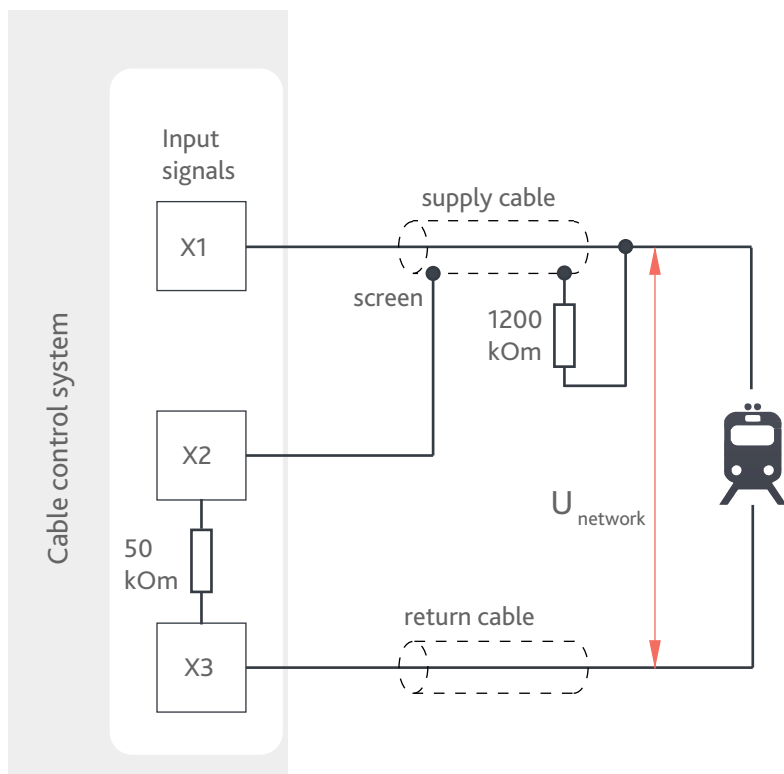 Input
signals
supply cable
X1
screen
1200
kOm
Cable control system
X2
U network
50
kOm
return cable
X3